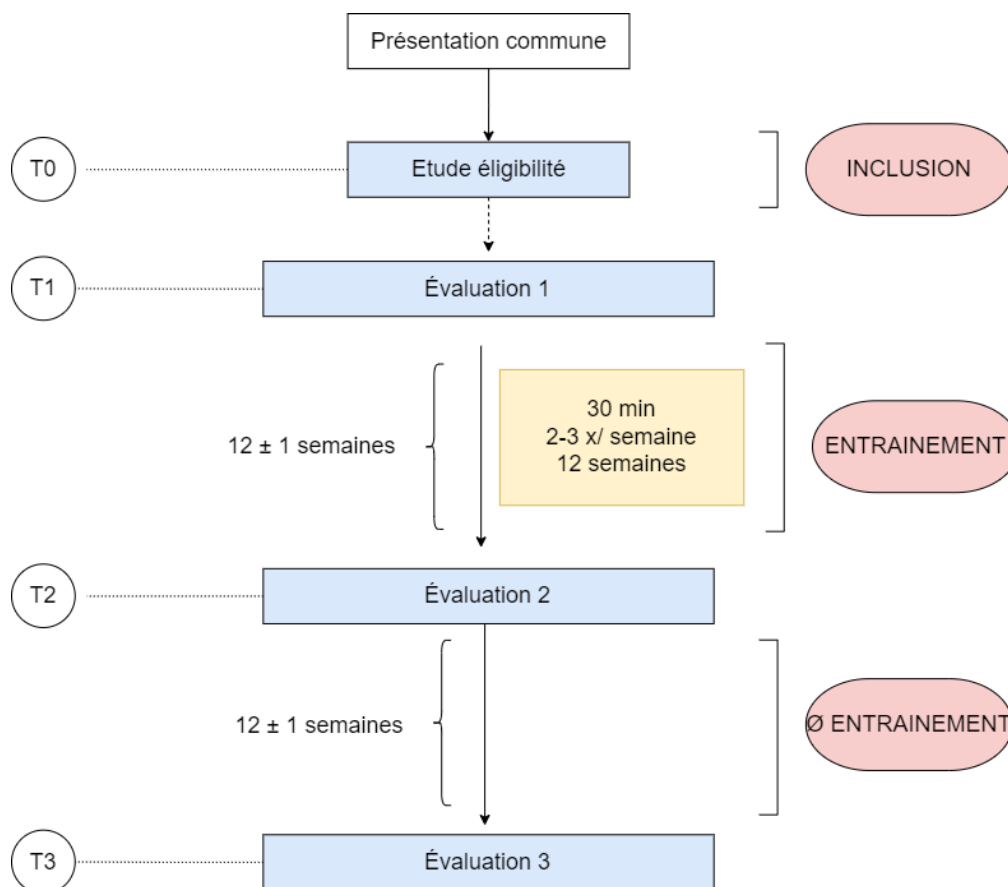 Présentation commune
T0
Etude éligibilité
INCLUSION
T1
Évaluation 1
12 ± 1 semaines
30 min
2-3 x/ semaine
12 semaines
ENTRAINEMENT
T2
Évaluation 2
12 ± 1 semaines
Ø ENTRAINEMENT
T3
Évaluation 3